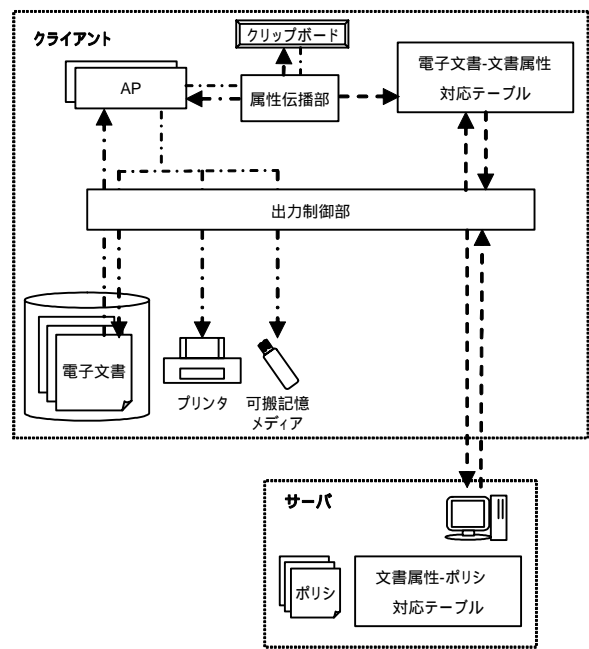 クライアント
クリップボード
AP
属性伝播部
電子文書-文書属性
対応テーブル
出力制御部
電子文書
プリンタ
可搬記憶
メディア
サーバ
ポリシ
文書属性-ポリシ
対応テーブル